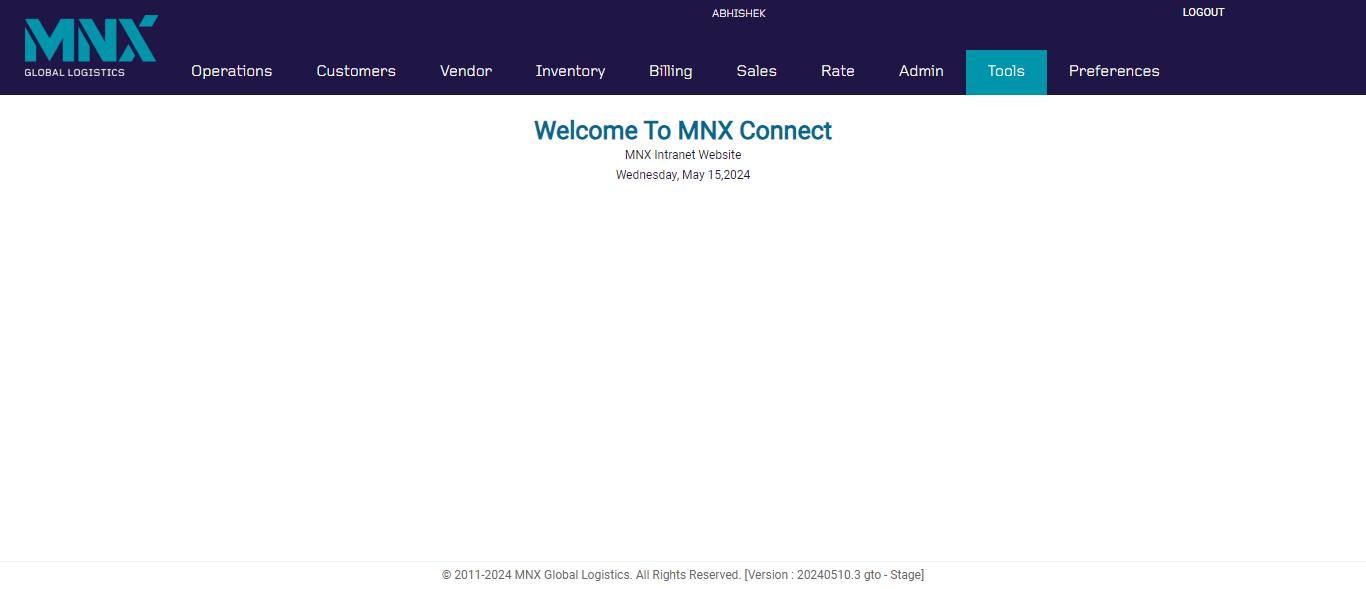 ABHISHEK
LOGOUT
MNX
GLOBAL LOGISTICS
Operations Customers Vendor Inventory Billing Sales Rate Admin Tools Preferences
Welcome To MNX Connect
MNX Intranet Website
Wednesday, May 15,2024
© 2011-2024 MNX Global Logistics. All Rights Reserved. [Version : 20240510.3 gto - Stage]